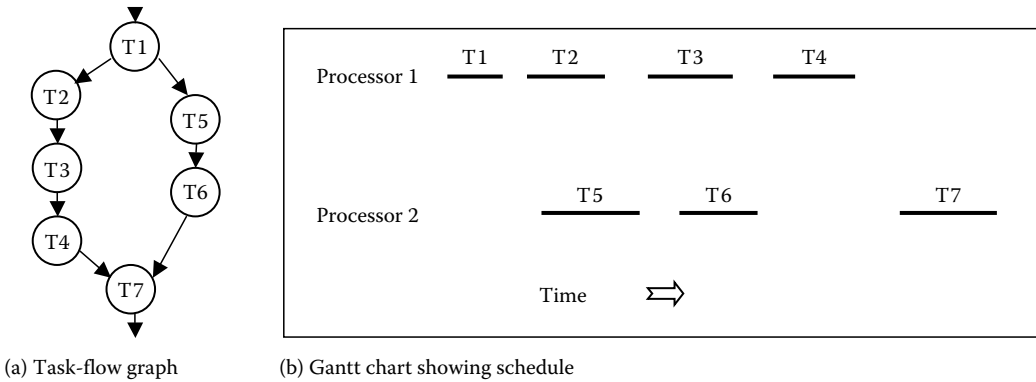 T1
T2
T5
T3
T6
T4
T7
(a) Task-flow graph
T1 T2 T3 T4
Processor 1
T5 T6 T7
Processor 2
Time
(b) Gantt chart showing schedule